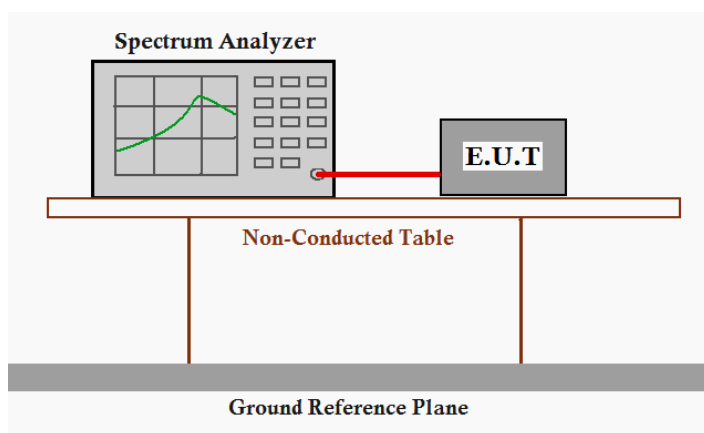 Spectrum Analyzer
E.U.T
Non-Conducted Table
Ground Reference Plane